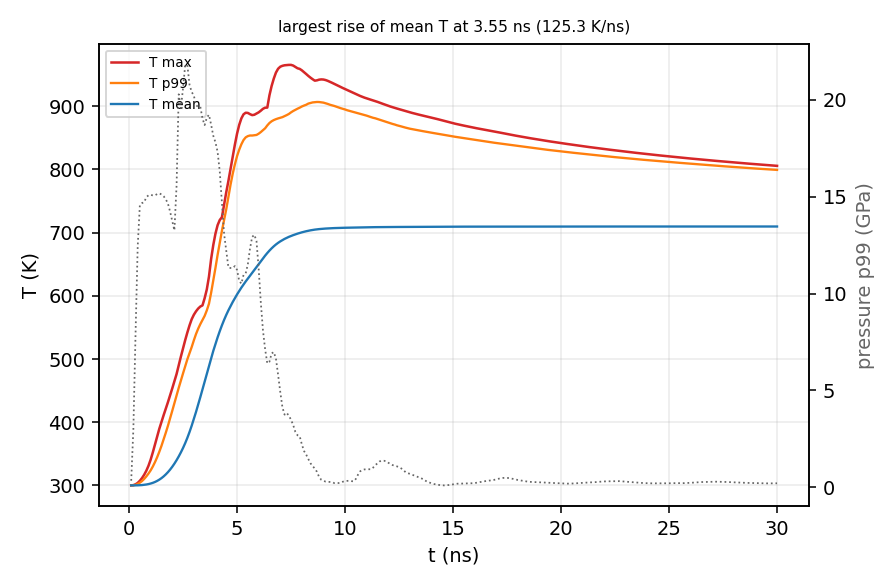 largest rise of mean T at 3.55 ns (125.3 K/ns)
T max
T p99
T mean
T (K)
900
800
700
600
500
400
300
20
15
10
5
0
pressure p99 (GPa)
0 5 10 15 20 25 30
t (ns)